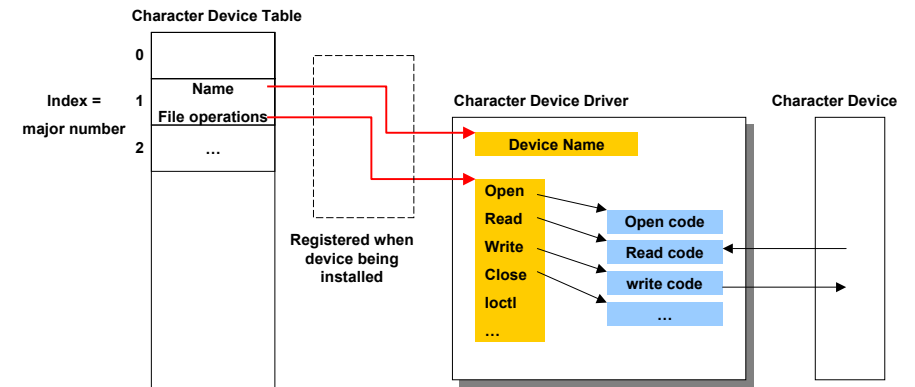 Character Device Table
0
Index =
major number
1
Name
File operations
2
…
Registered when
device being
installed
Character Device Driver
Device Name
Open
Read
Write
Close
Ioctl
…
Open code
Read code
write code
…
Character Device